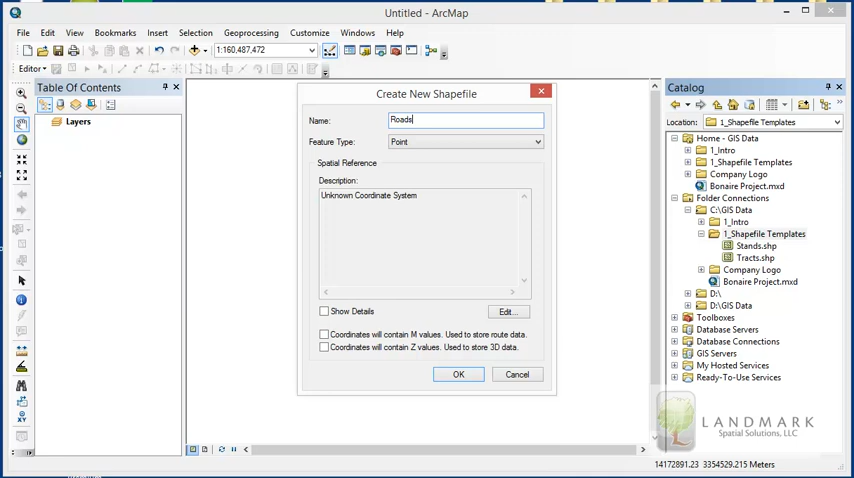 Untitled - ArcMap
File Edit View Bookmarks Insert Selection Geoprocessing Customize Windows Help
1:160,487,472
Editor
Table Of Contents
Layers
Create New Shapefile
Name: Roads
Feature Type: Point
Spatial Reference
Description:
Unknown Coordinate System
Show Details
Edit...
Coordinates will contain M values. Used to store route data.
Coordinates will contain Z values. Used to store 3D data.
OK Cancel
Catalog
Location: 1_Shapefile Templates
Home - GIS Data
1_Intro
1_Shapefile Templates
Company Logo
Bonaire Project.mxd
Folder Connections
C:\GIS Data
1_Intro
1_Shapefile Templates
Stands.shp
Tracts.shp
Company Logo
Bonaire Project.mxd
D:\
D:\GIS Data
Toolboxes
Database Servers
Database Connections
GIS Servers
My Hosted Services
Ready-To-Use Services
LANDMARK
Spatial Solutions, LLC
14172891.23 3354529.215 Meters